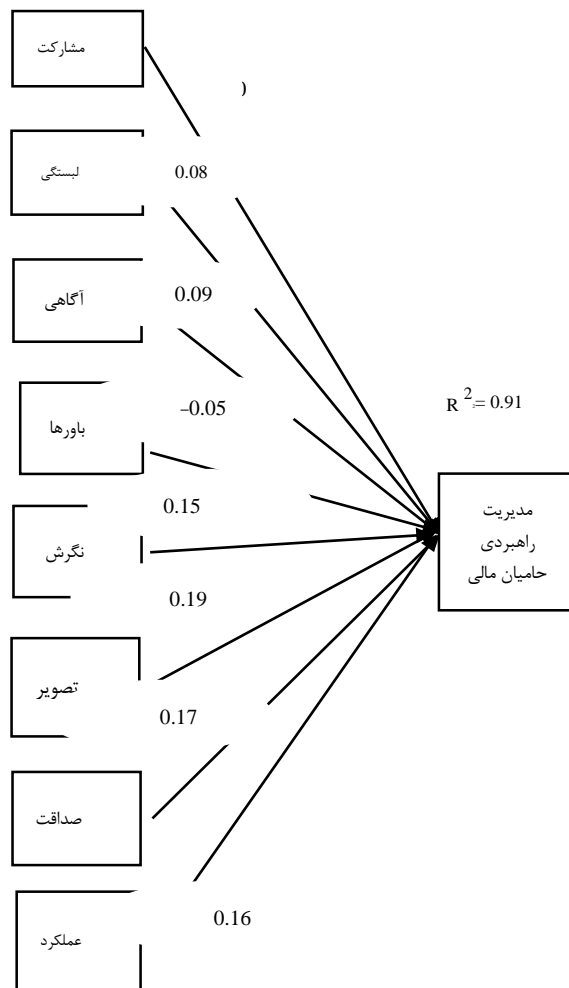 مشارکت
لبستگی
0.08
آگاهی
0.09
باورها
-0.05
R² = 0.91
نگرش
0.15
مدیریت
راهبردی
حامیان مالی
0.19
تصویر
0.17
صداقت
عملکرد
0.16